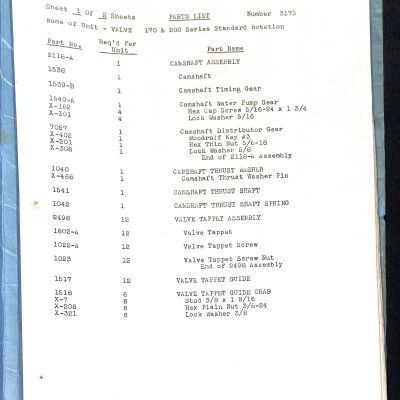 Sheet 1 of 2 Sheets PARTS LIST Number 3173
Name of Unit - VALVE 170 & 200 Series Standard Rotation
Part No. Req'd Per Unit Part Name
2118-A 1 CAMSHAFT ASSEMBLY
1538 1 Camshaft
1539-B 1 Camshaft Timing Gear
1540-A 1 Camshaft Water Pump Gear
X-182 4 Hex Cap Screw 5/16-24 x 1 3/4
X-301 4 Lock Washer 5/16
7057 1 Camshaft Distributor Gear
X-402 1 Woodruff Key #3
X-201 1 Hex Thin Nut 5/8-18
X-308 1 Lock Washer 5/8
End of 2118-A Assembly
1040 1 CAMSHAFT THRUST WASHER
X-468 1 Camshaft Thrust Washer Pin
1541 1 CAMSHAFT THRUST SHAFT
1042 1 CAMSHAFT THRUST SHAFT SPRING
2498 12 VALVE TAPPET ASSEMBLY
1802-A 12 Valve Tappet
1022-A 12 Valve Tappet Screw
1023 12 Valve Tappet Screw Nut
End of 2498 Assembly
1517 12 VALVE TAPPET GUIDE
1518 6 VALVE TAPPET GUIDE CRAB
X-7 6 Stud 3/8 x 1 9/16
X-208 6 Hex Plain Nut 3/8-24
X-321 6 Lock Washer 3/8